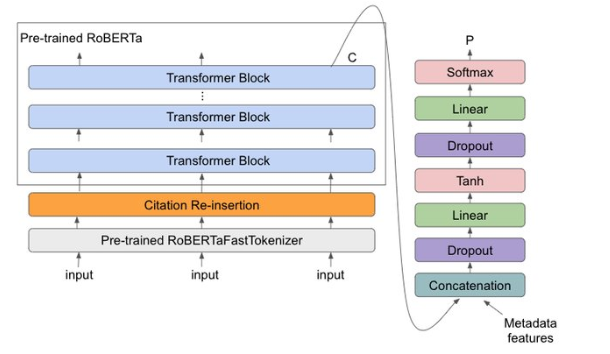 Pre-trained RoBERTa
C
Transformer Block
Transformer Block
Transformer Block
Citation Re-insertion
Pre-trained RoBERTaFastTokenizer
input input input
P
Softmax
Linear
Dropout
Tanh
Linear
Dropout
Concatenation
Metadata
features